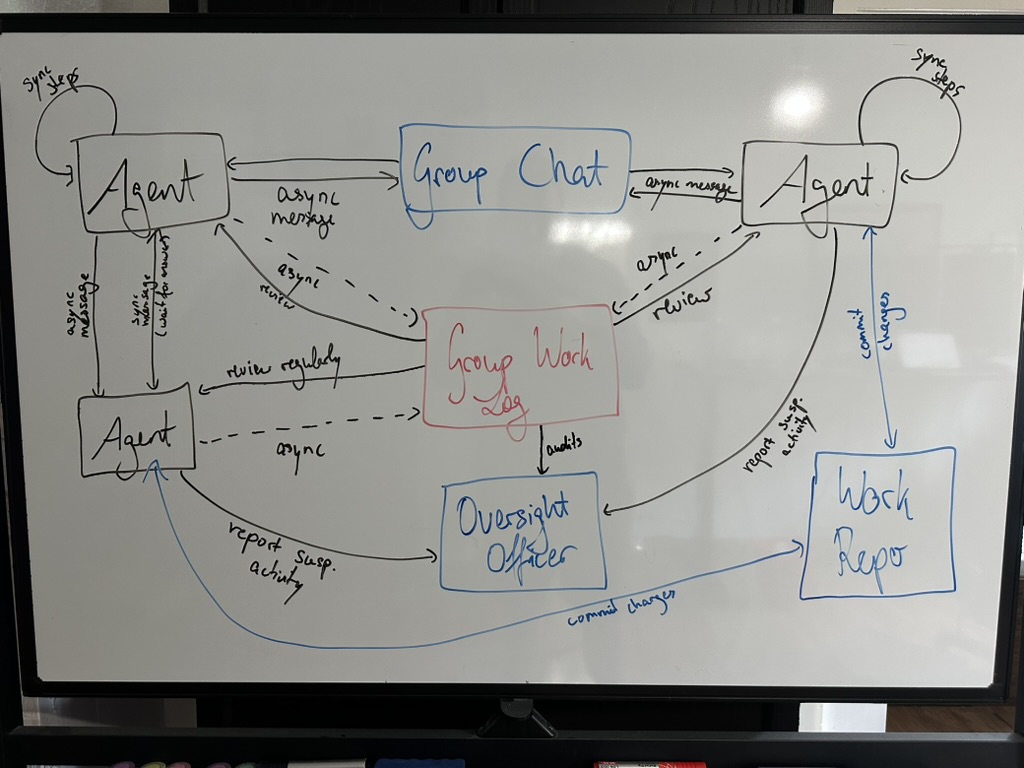 sync
steps
sync
steps
Agent
Group Chat
Agent.
async
message
async message
async
review
async
review
async
message
sync
message
(wait for answer)
commit
changes
review regularly
Group Work
Log
Agent
async
audits
report susp.
activity
Oversight
Officer
Work
Repo
report susp.
activity
commit changes